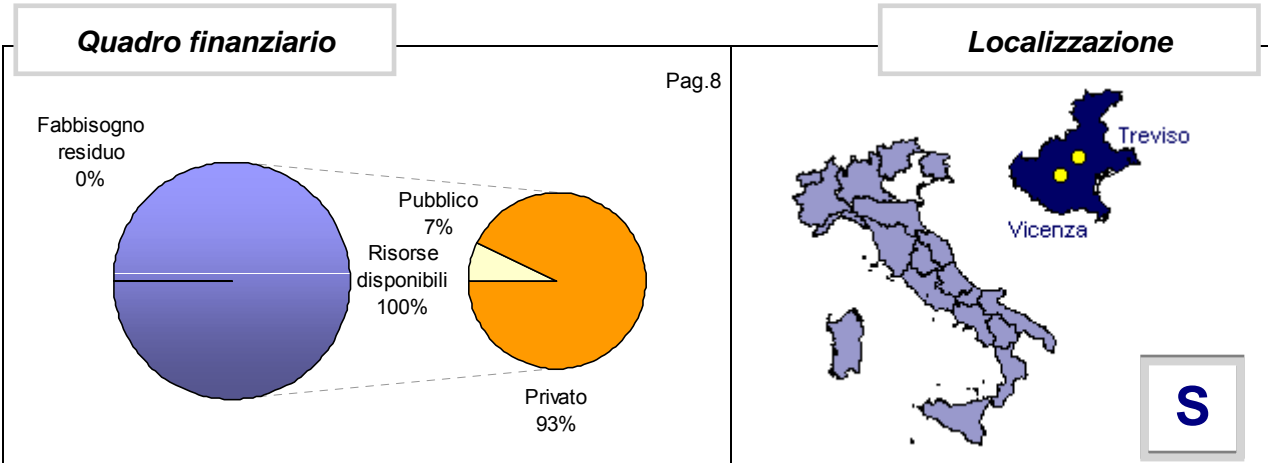 Quadro finanziario
Localizzazione
Pag.8
Fabbisogno
residuo
0%
Pubblico
7%
Risorse
disponibili
100%
Privato
93%
Treviso
Vicenza
S